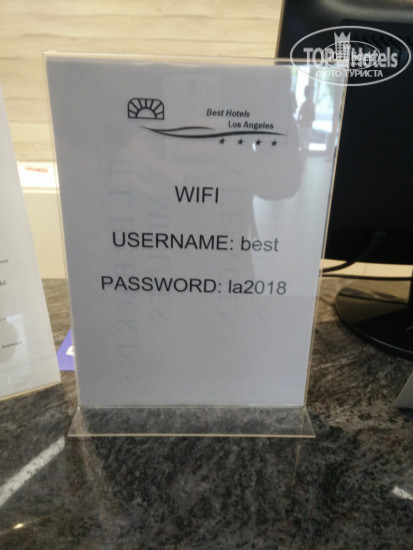 TOP Hotels
ФОТО ТУРИСТА
Best Hotels
Los Angeles
WIFI
USERNAME: best
PASSWORD: la2018